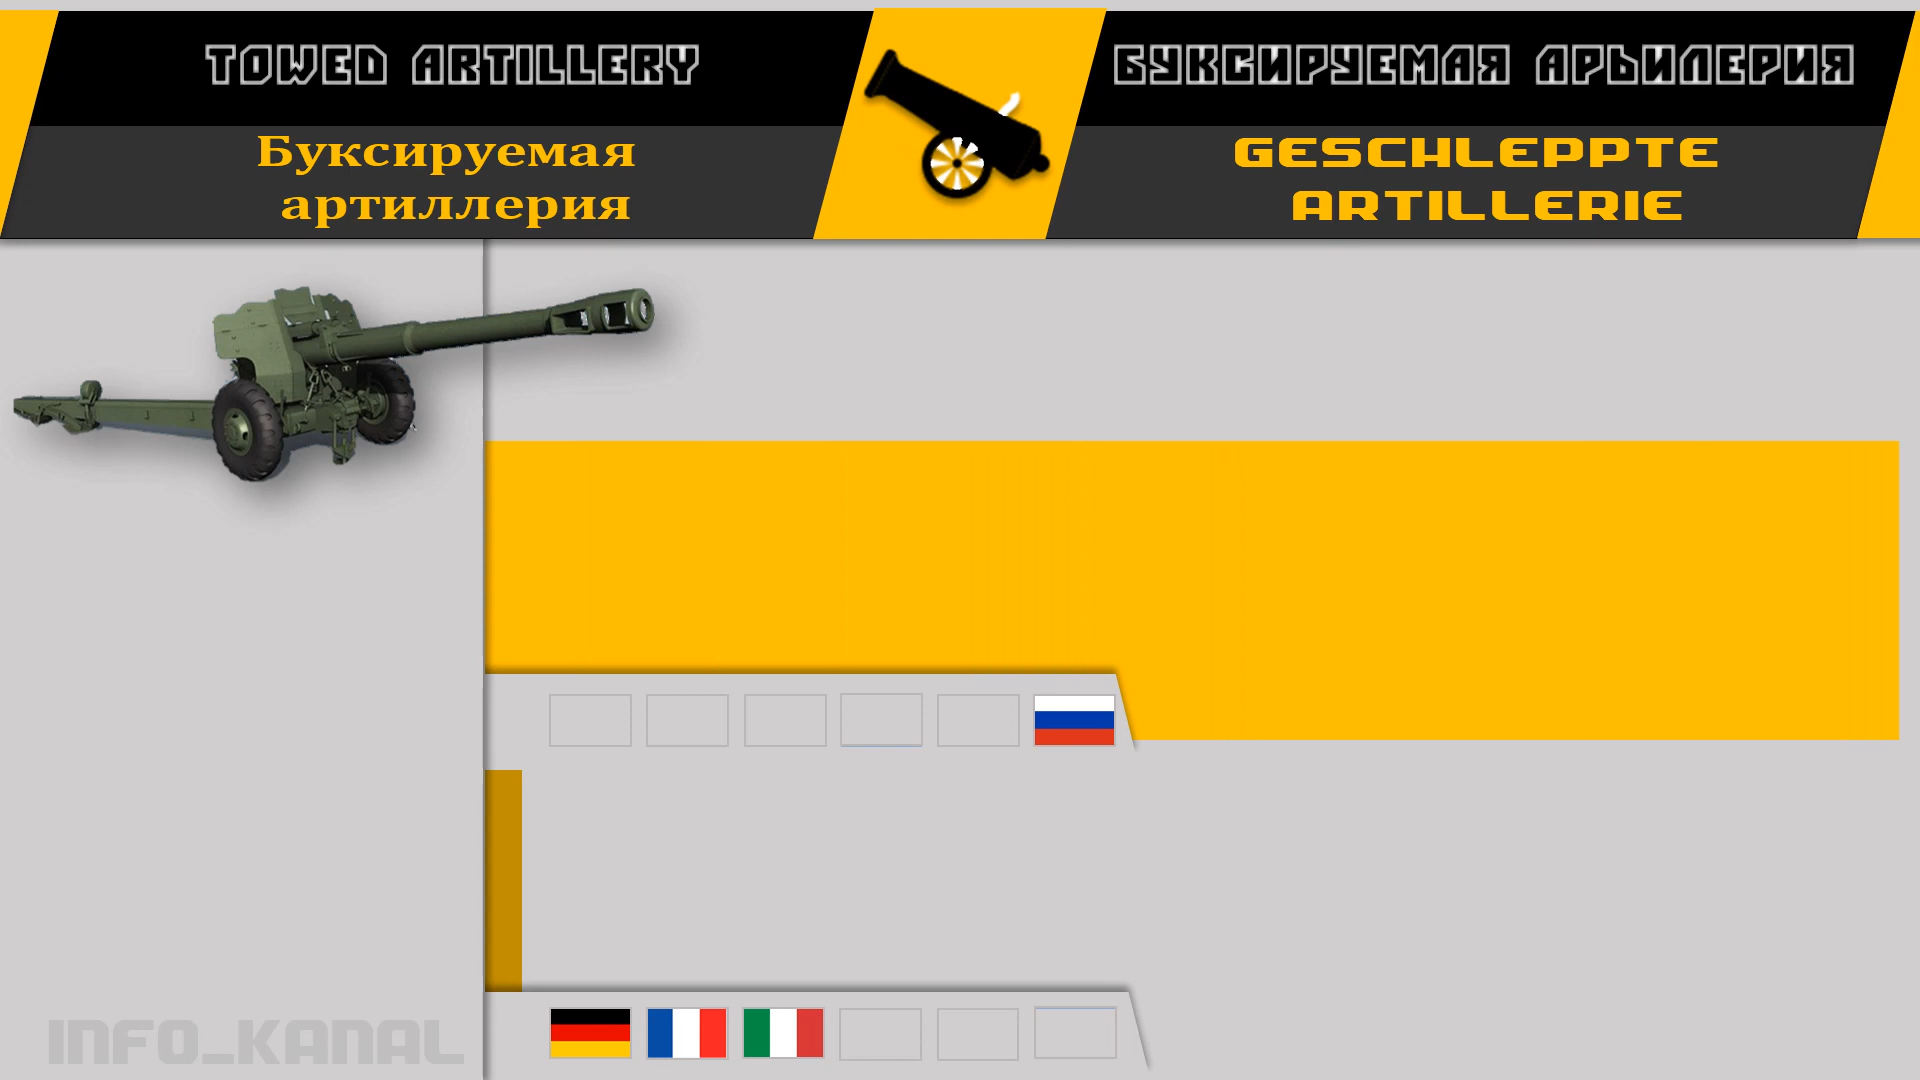 TOWED ARTILLERY
Буксируемая
артиллерия
БУКСИРУЕМАЯ АРЬИЛЕРИЯ
GESCHLEPPTE
ARTILLERIE
INFO_KANAL